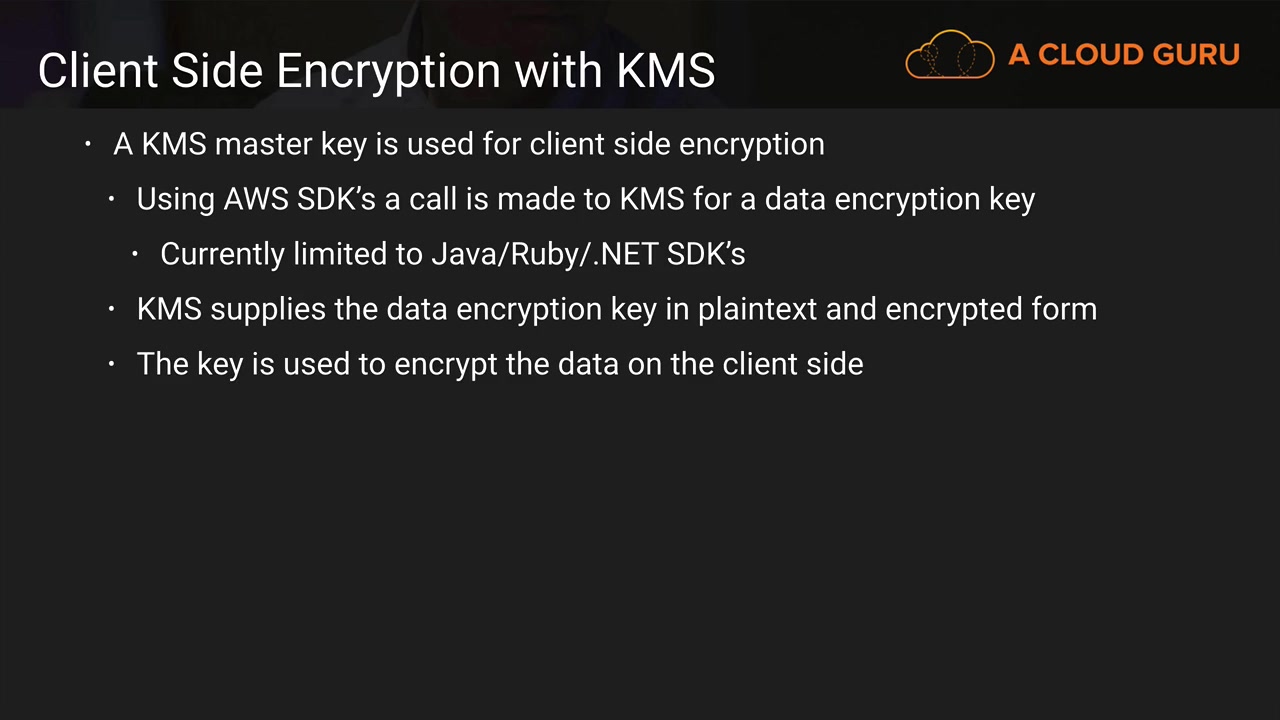 Client Side Encryption with KMS
A CLOUD GURU
· A KMS master key is used for client side encryption
· Using AWS SDK’s a call is made to KMS for a data encryption key
· Currently limited to Java/Ruby/.NET SDK’s
· KMS supplies the data encryption key in plaintext and encrypted form
· The key is used to encrypt the data on the client side